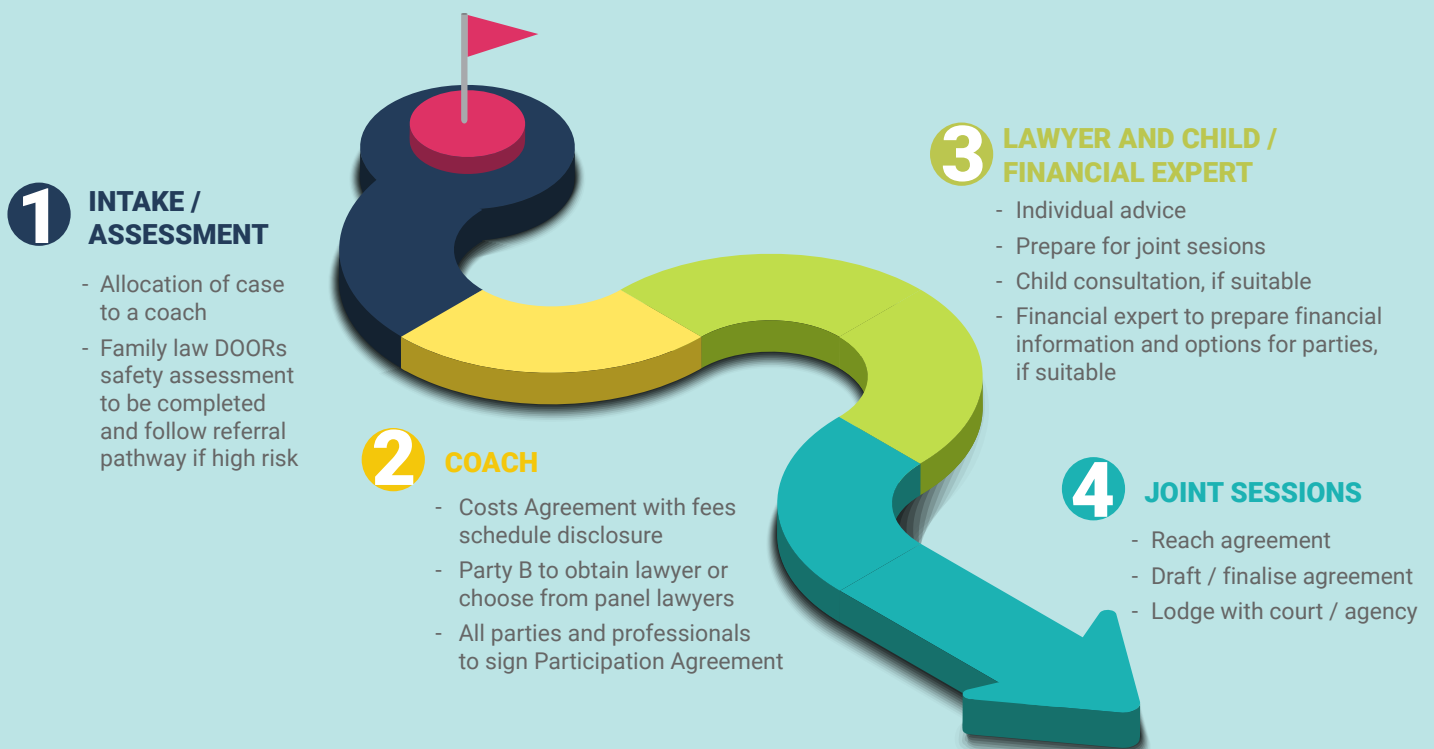 1
INTAKE /
ASSESSMENT
- Allocation of case
to a coach
- Family law DOORs
safety assessment
to be completed
and follow referral
pathway if high risk
2
COACH
- Costs Agreement with fees
schedule disclosure
- Party B to obtain lawyer or
choose from panel lawyers
- All parties and professionals
to sign Participation Agreement
3
LAWYER AND CHILD /
FINANCIAL EXPERT
- Individual advice
- Prepare for joint sesions
- Child consultation, if suitable
- Financial expert to prepare financial
information and options for parties,
if suitable
4
JOINT SESSIONS
- Reach agreement
- Draft / finalise agreement
- Lodge with court / agency